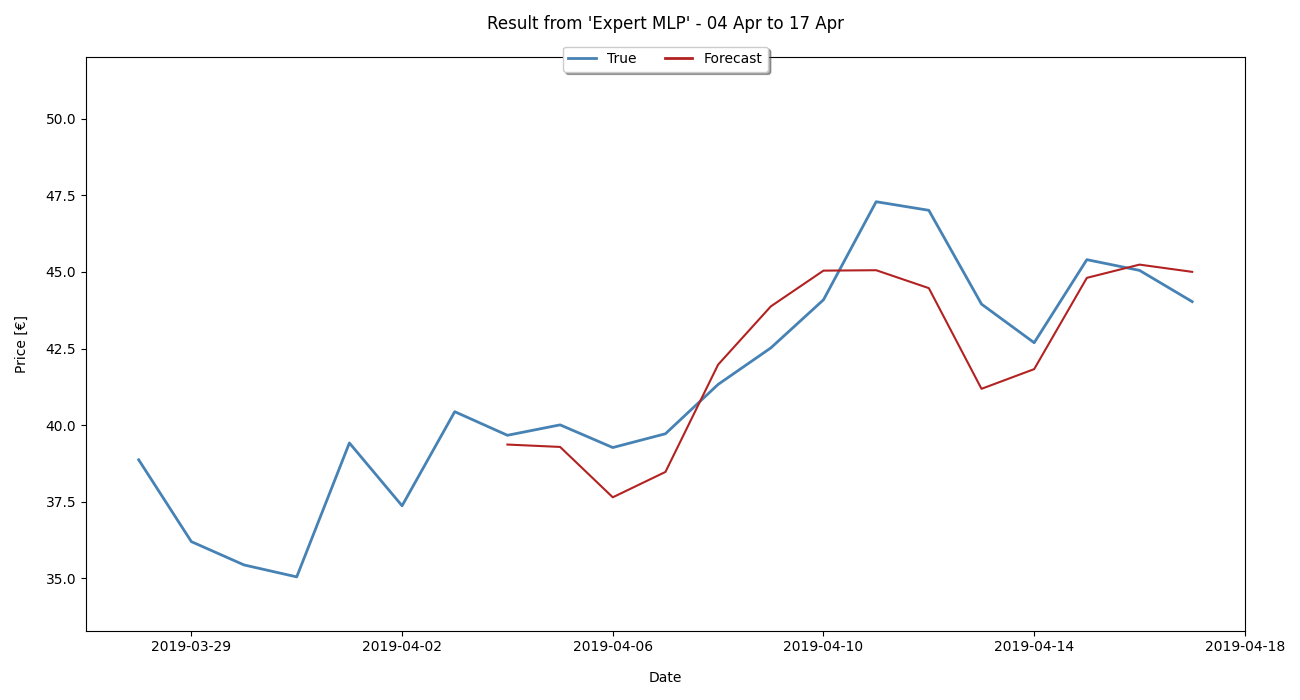 Result from 'Expert MLP' - 04 Apr to 17 Apr
True Forecast
50.0
47.5
45.0
42.5
40.0
37.5
35.0
Price [€]
2019-03-29 2019-04-02 2019-04-06 2019-04-10 2019-04-14 2019-04-18
Date